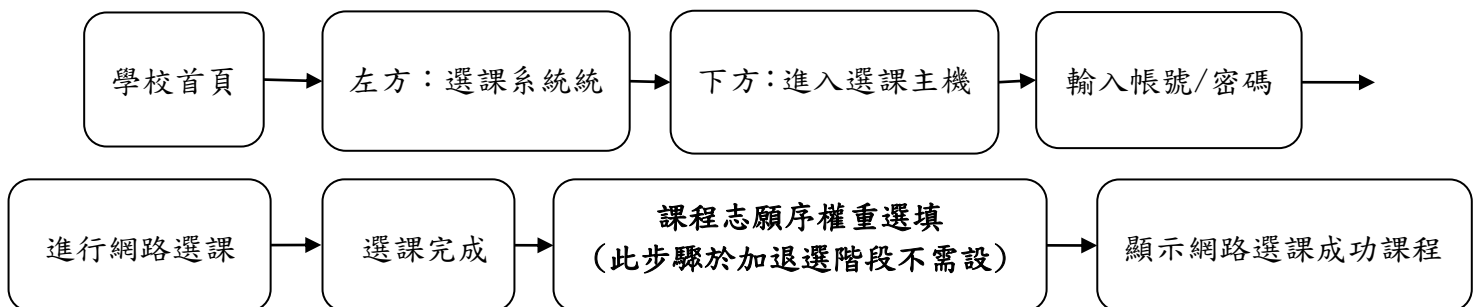 學校首頁
左方：選課系統統
下方：進入選課主機
輸入帳號/密碼
進行網路選課
選課完成
課程志願序權重選填
（此步驟於加退選階段不需設）
顯示網路選課成功課程